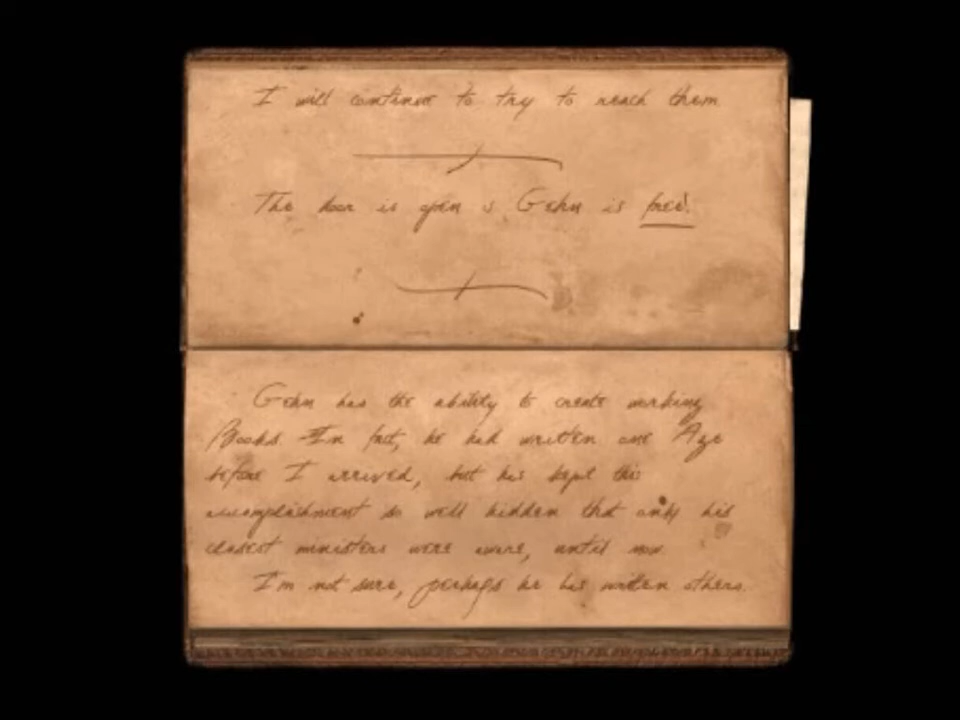 I will continue to try to reach them
The door is open & Gehn is free!
Gehn has the ability to create working
Books. In fact, he had written one Age
before I arrived, but has kept this
accomplishment so well hidden that only his
closest ministers were aware, until now.
I'm not sure, perhaps he has written others.